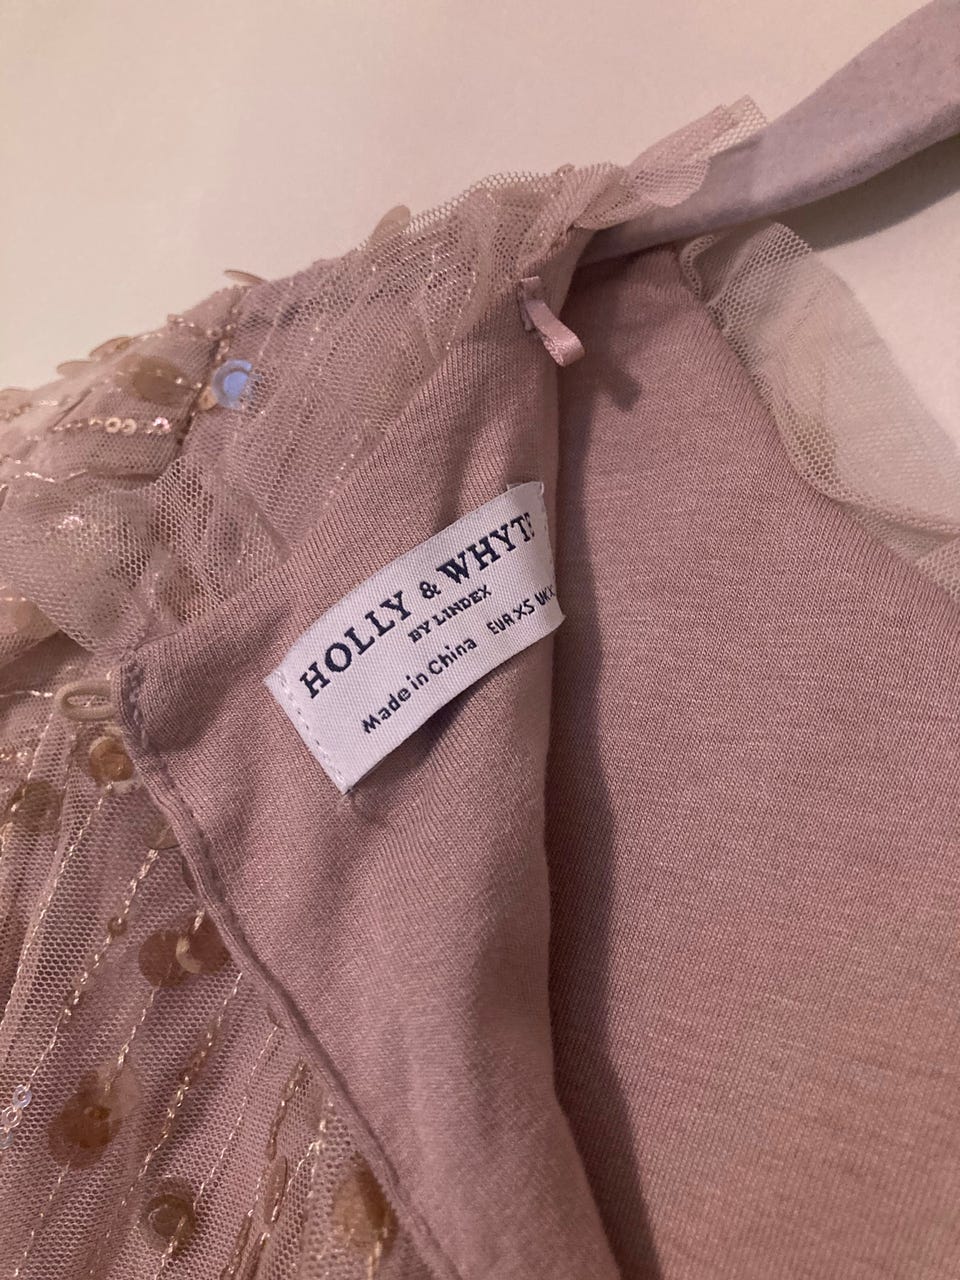 HOLLY & WHYTE
BY LINDEX
Made in China EUR XS